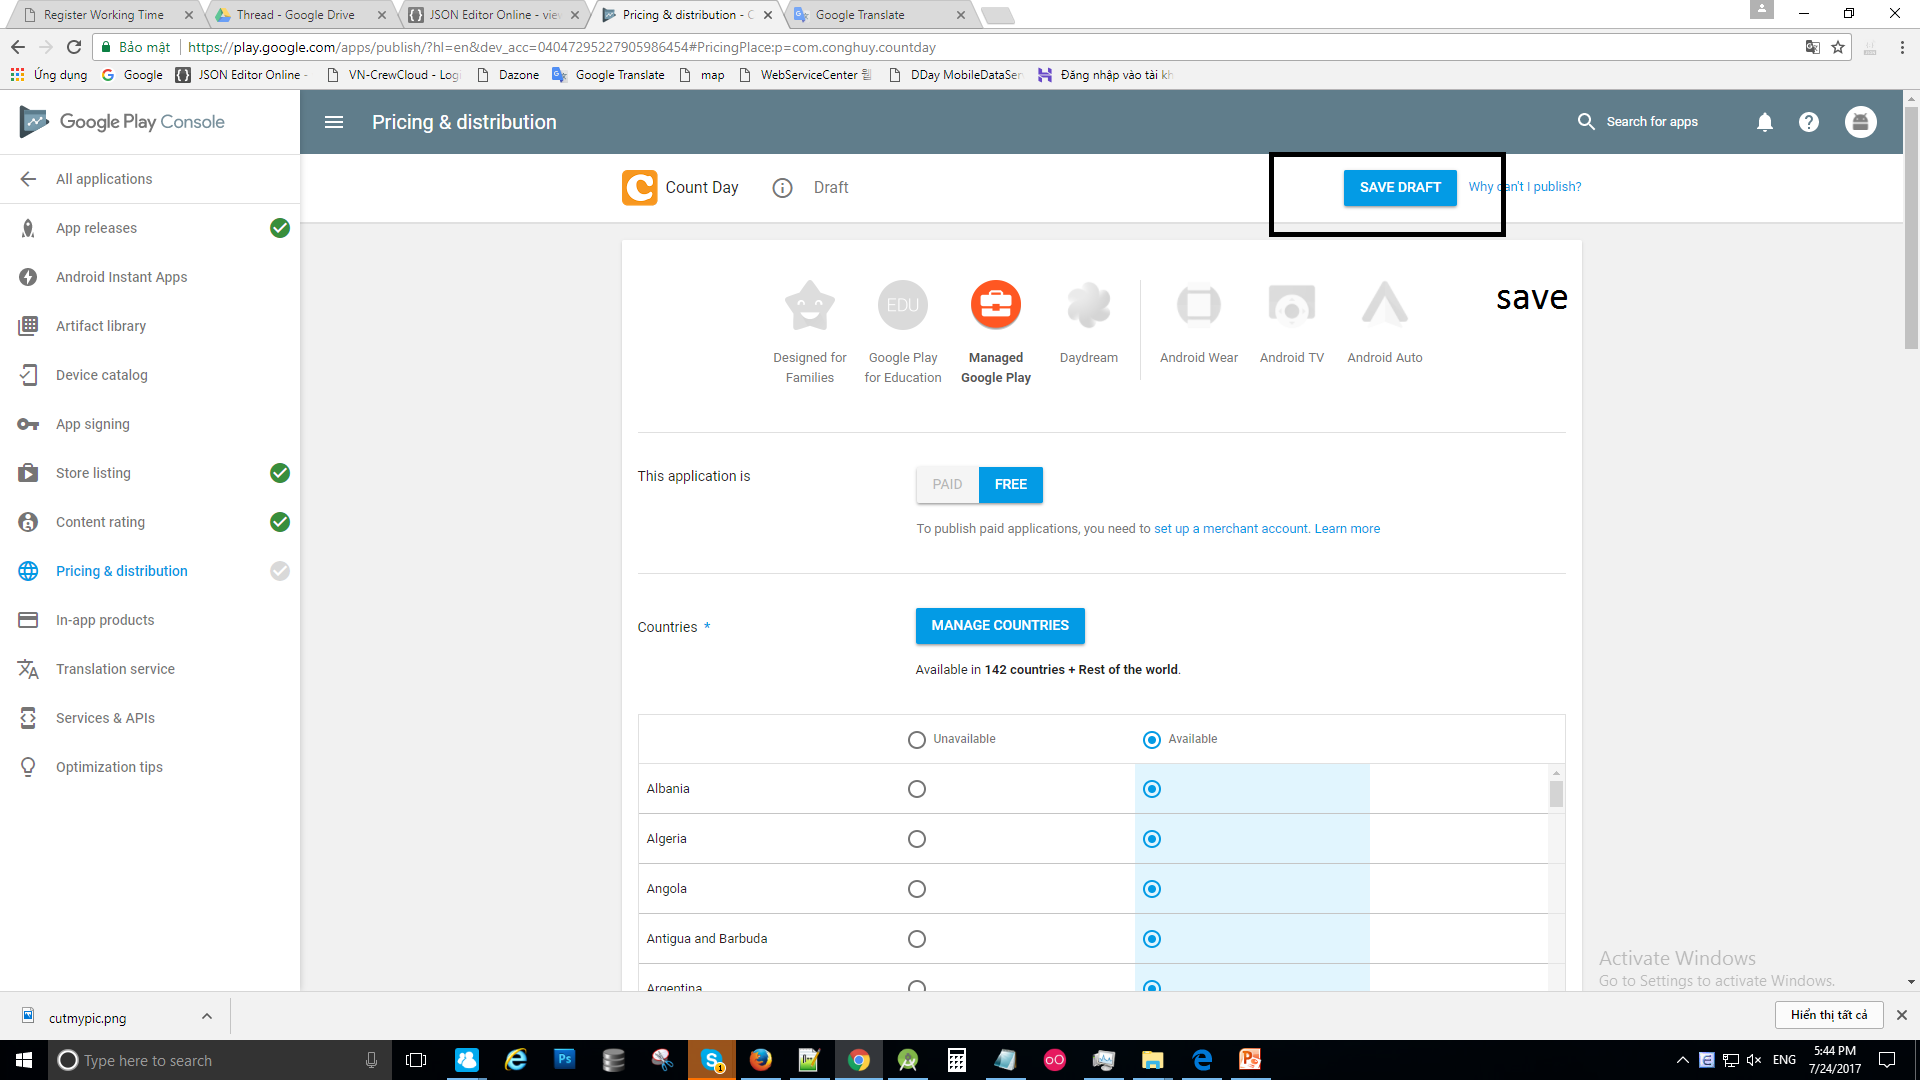 Register Working Time
Thread - Google Drive
JSON Editor Online - view
Pricing & distribution - C
Google Translate
Bảo mật
https://play.google.com/apps/publish/?hl=en&dev_acc=04047295227905986454#PricingPlace:p=com.conghuy.countday
Ứng dụng
Google
JSON Editor Online -
VN-CrewCloud - Log
Dazone
Google Translate
map
WebServiceCenter
DDay MobileDataSer
Đăng nhập vào tài kh
Google Play Console
Pricing & distribution
Search for apps
All applications
Count Day
Draft
SAVE DRAFT
Why can't I publish?
App releases
Android Instant Apps
Artifact library
Device catalog
App signing
Store listing
Content rating
Pricing & distribution
In-app products
Translation service
Services & APIs
Optimization tips
EDU
save
Designed for
Families
Google Play
for Education
Managed
Google Play
Daydream
Android Wear
Android TV
Android Auto
This application is
PAID
FREE
To publish paid applications, you need to set up a merchant account. Learn more
Countries *
MANAGE COUNTRIES
Available in 142 countries + Rest of the world.
Unavailable
Available
Albania
Algeria
Angola
Antigua and Barbuda
Argentina
Activate Windows
Go to Settings to activate Windows.
cutmypic.png
Hiển thị tất cả
Type here to search
ENG
5:44 PM
7/24/2017